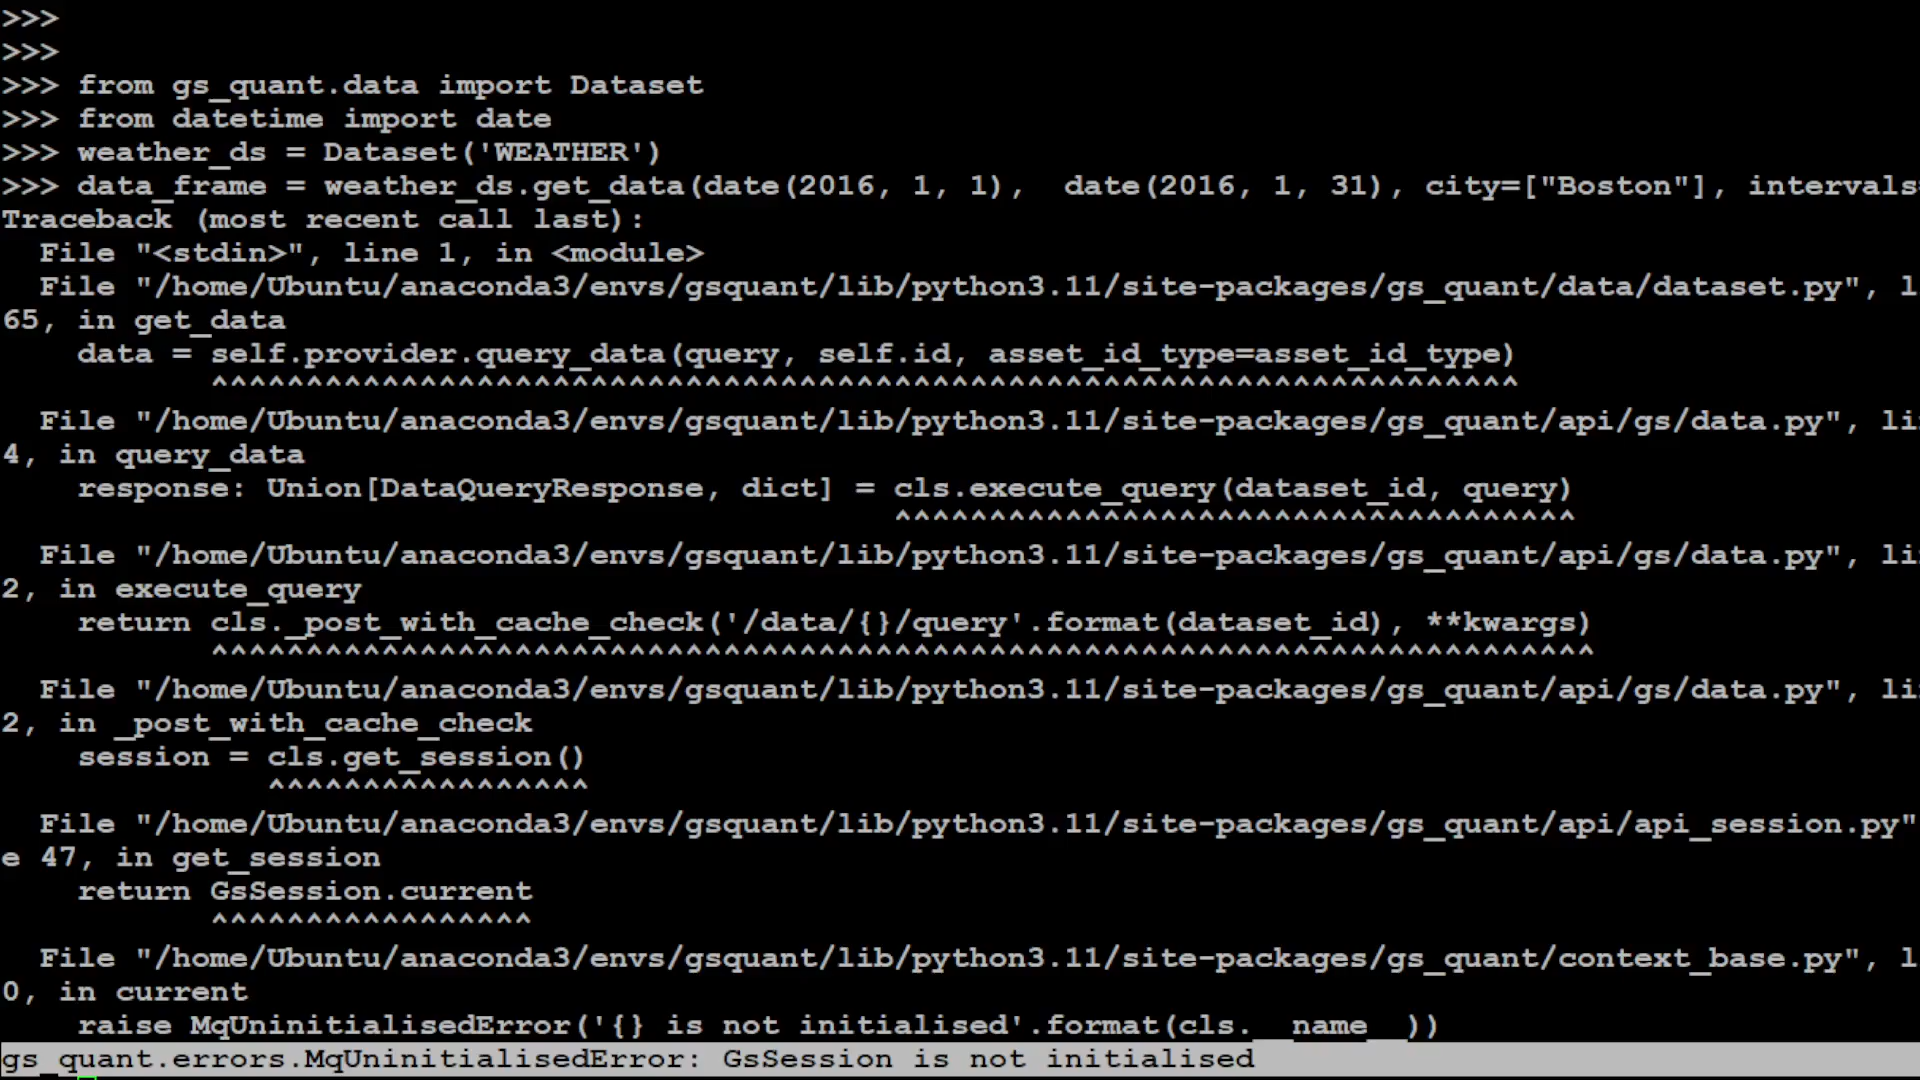 >>>
>>>
>>> from gs_quant.data import Dataset
>>> from datetime import date
>>> weather_ds = Dataset('WEATHER')
>>> data_frame = weather_ds.get_data(date(2016, 1, 1),  date(2016, 1, 31), city=["Boston"], intervals=
Traceback (most recent call last):
  File "<stdin>", line 1, in <module>
  File "/home/Ubuntu/anaconda3/envs/gsquant/lib/python3.11/site-packages/gs_quant/data/dataset.py", l
65, in get_data
    data = self.provider.query_data(query, self.id, asset_id_type=asset_id_type)
           ^^^^^^^^^^^^^^^^^^^^^^^^^^^^^^^^^^^^^^^^^^^^^^^^^^^^^^^^^^^^^^^^^^^^^
  File "/home/Ubuntu/anaconda3/envs/gsquant/lib/python3.11/site-packages/gs_quant/api/gs/data.py", li
4, in query_data
    response: Union[DataQueryResponse, dict] = cls.execute_query(dataset_id, query)
                                               ^^^^^^^^^^^^^^^^^^^^^^^^^^^^^^^^^^^^
  File "/home/Ubuntu/anaconda3/envs/gsquant/lib/python3.11/site-packages/gs_quant/api/gs/data.py", li
2, in execute_query
    return cls._post_with_cache_check('/data/{}/query'.format(dataset_id), **kwargs)
           ^^^^^^^^^^^^^^^^^^^^^^^^^^^^^^^^^^^^^^^^^^^^^^^^^^^^^^^^^^^^^^^^^^^^^^^^^
  File "/home/Ubuntu/anaconda3/envs/gsquant/lib/python3.11/site-packages/gs_quant/api/gs/data.py", li
2, in _post_with_cache_check
    session = cls.get_session()
              ^^^^^^^^^^^^^^^^^
  File "/home/Ubuntu/anaconda3/envs/gsquant/lib/python3.11/site-packages/gs_quant/api/api_session.py"
e 47, in get_session
    return GsSession.current
           ^^^^^^^^^^^^^^^^^
  File "/home/Ubuntu/anaconda3/envs/gsquant/lib/python3.11/site-packages/gs_quant/context_base.py", l
0, in current
    raise MqUninitialisedError('{} is not initialised'.format(cls.__name__))
gs_quant.errors.MqUninitialisedError: GsSession is not initialised